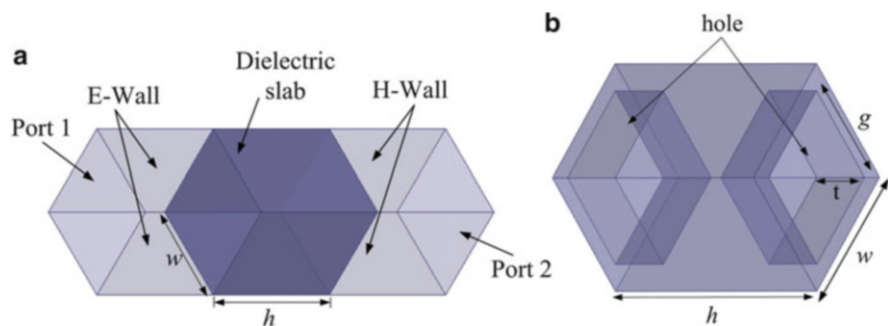 a
Dielectric
slab
E-Wall
H-Wall
Port 1
w
h
Port 2
b
hole
g
t
w
h